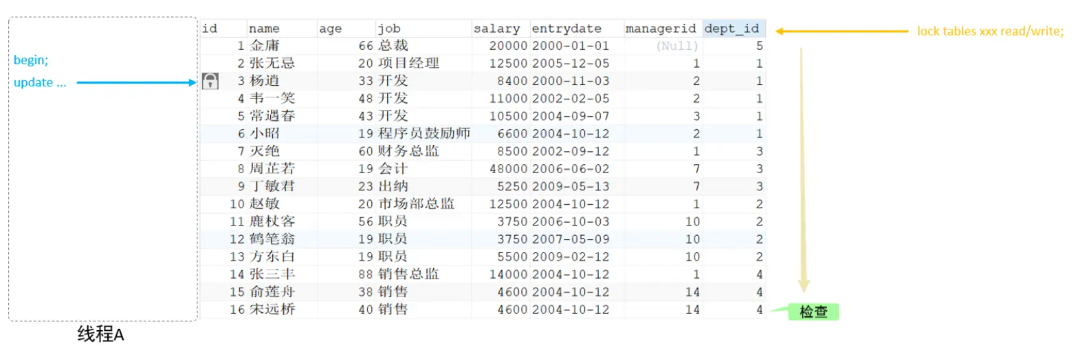 id name age job salary entrydate managerid dept_id
lock tables xxx read/write;
1 金庸 66 总裁 20000 2000-01-01 (Null) 5
begin;
2 张无忌 20 项目经理 12500 2005-12-05 1 1
update ...
3 杨逍 33 开发 8400 2000-11-03 2 1
4 韦一笑 48 开发 11000 2002-02-05 2 1
5 常遇春 43 开发 10500 2004-09-07 3 1
6 小昭 19 程序员鼓励师 6600 2004-10-12 2 1
7 灭绝 60 财务总监 8500 2002-09-12 1 3
8 周芷若 19 会计 48000 2006-06-02 7 3
9 丁敏君 23 出纳 5250 2009-05-13 7 3
10 赵敏 20 市场部总监 12500 2004-10-12 1 2
11 鹿杖客 56 职员 3750 2006-10-03 10 2
12 鹤笔翁 19 职员 3750 2007-05-09 10 2
13 方东白 19 职员 5500 2009-02-12 10 2
14 张三丰 88 销售总监 14000 2004-10-12 1 4
15 俞莲舟 38 销售 4600 2004-10-12 14 4
16 宋远桥 40 销售 4600 2004-10-12 14 4
检查
线程A